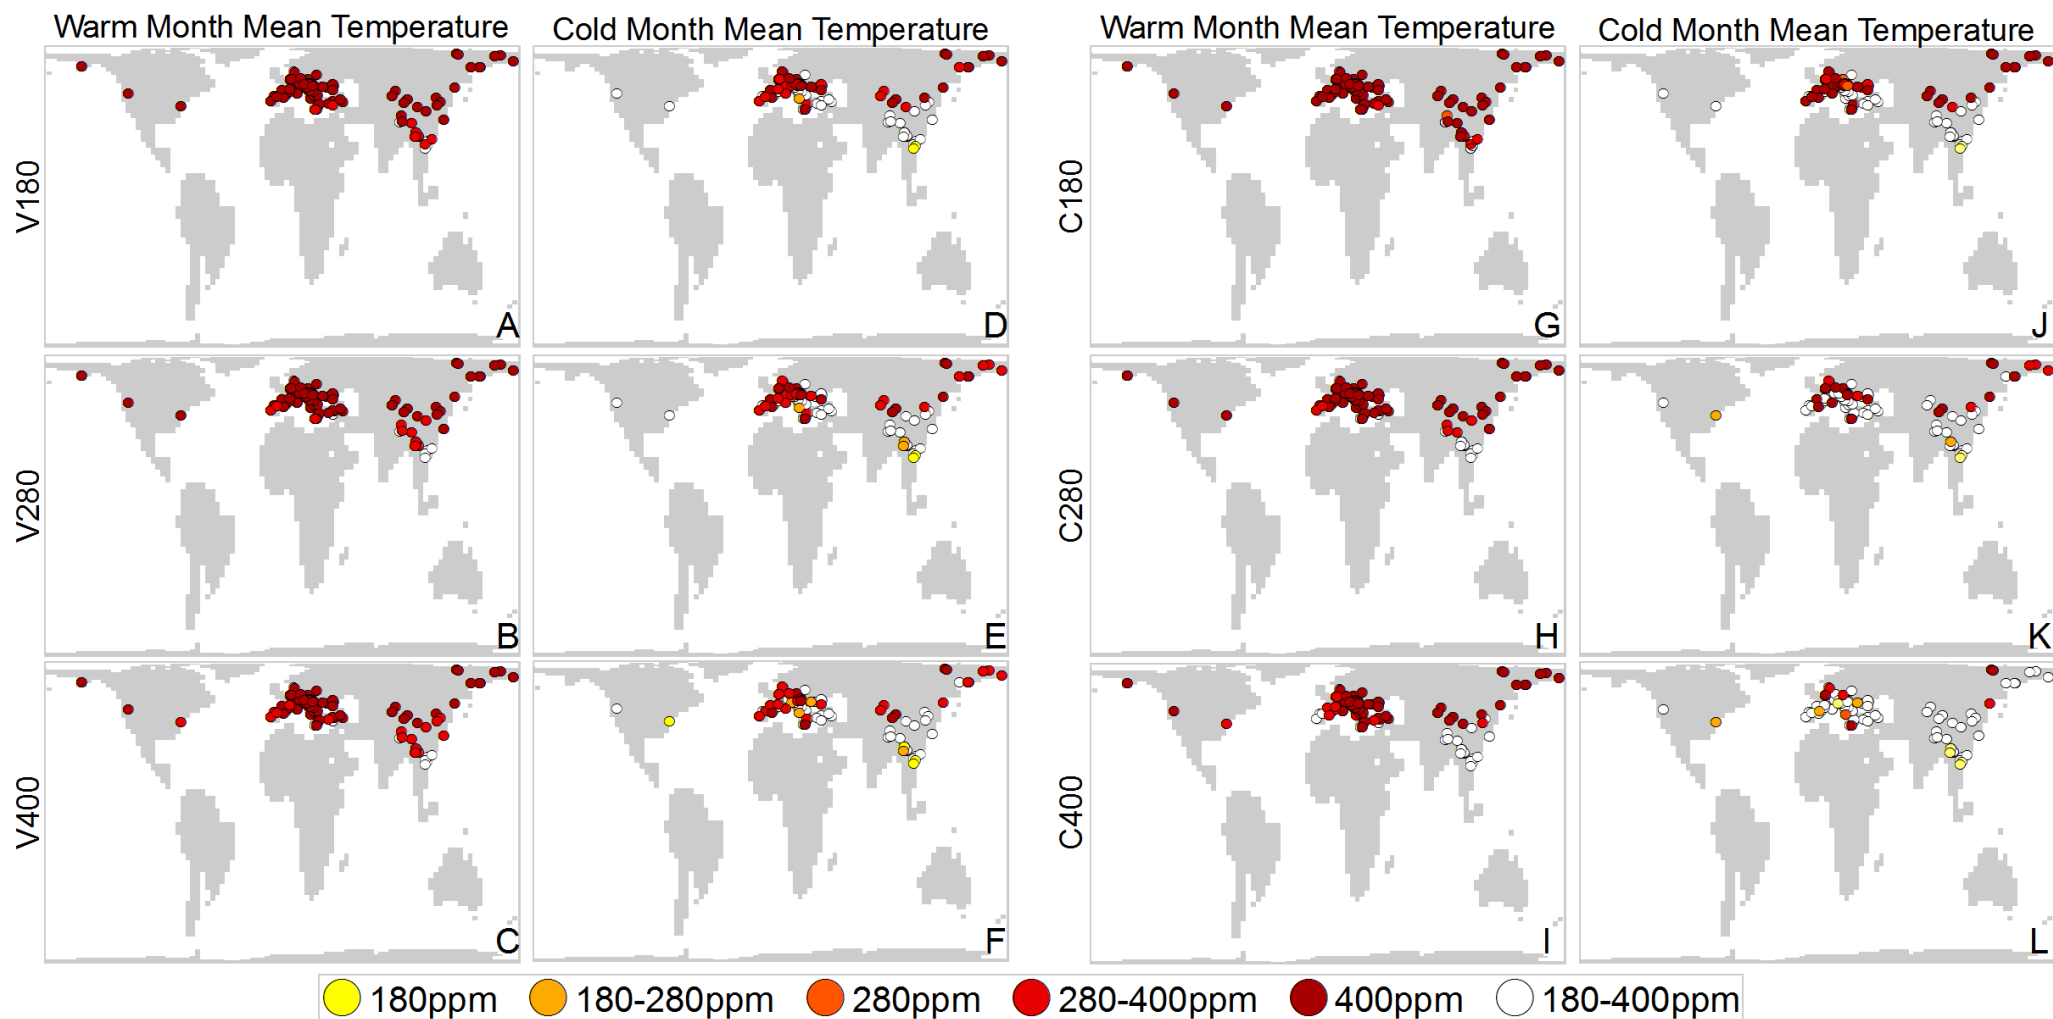 Warm Month Mean Temperature
Cold Month Mean Temperature
Warm Month Mean Temperature
Cold Month Mean Temperature
V180
A
D
C180
G
J
V280
B
E
C280
H
K
V400
C
F
C400
I
L
180ppm
180-280ppm
280ppm
280-400ppm
400ppm
180-400ppm